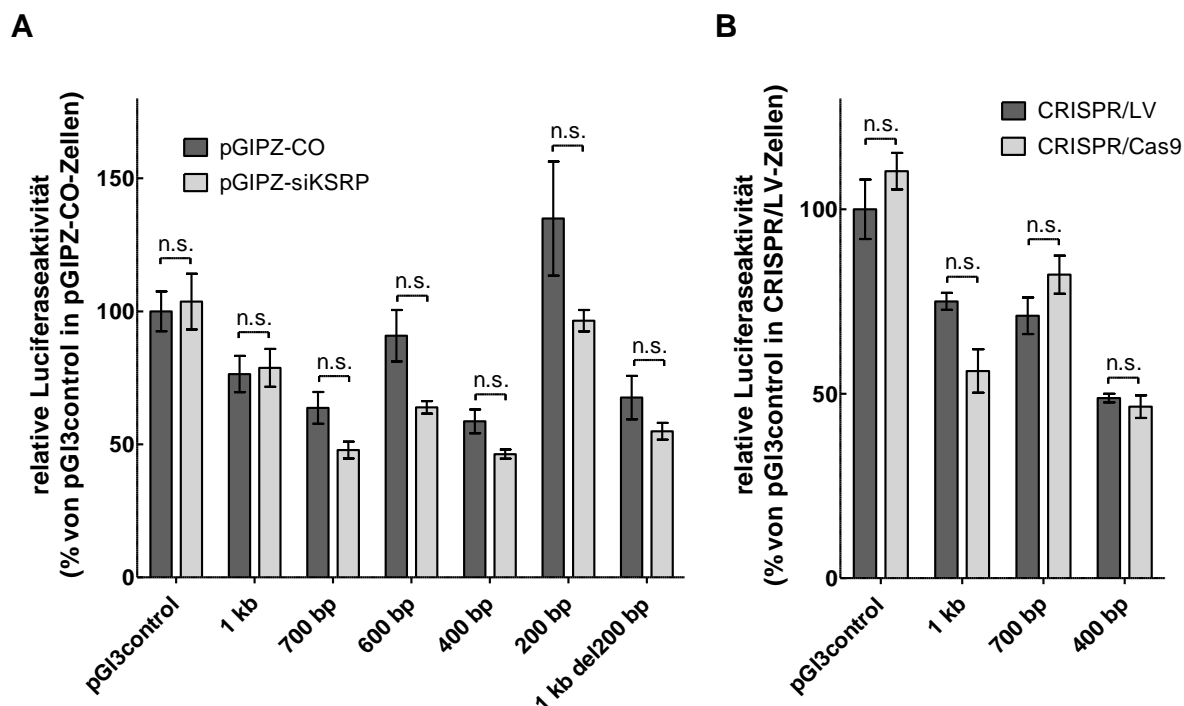 A
relative Luciferaseaktivität
(% von pGl3control in pGIPZ-CO-Zellen)
150
100
50
0
pGIPZ-CO
pGIPZ-siKSRP
n.s.
n.s.
n.s.
n.s.
n.s.
n.s.
n.s.
pGl3control
1 kb
700 bp
600 bp
400 bp
200 bp
1 kb del200 bp
B
relative Luciferaseaktivität
(% von pGl3control in CRISPR/LV-Zellen)
100
50
0
CRISPR/LV
CRISPR/Cas9
n.s.
n.s.
n.s.
n.s.
pGl3control
1 kb
700 bp
400 bp